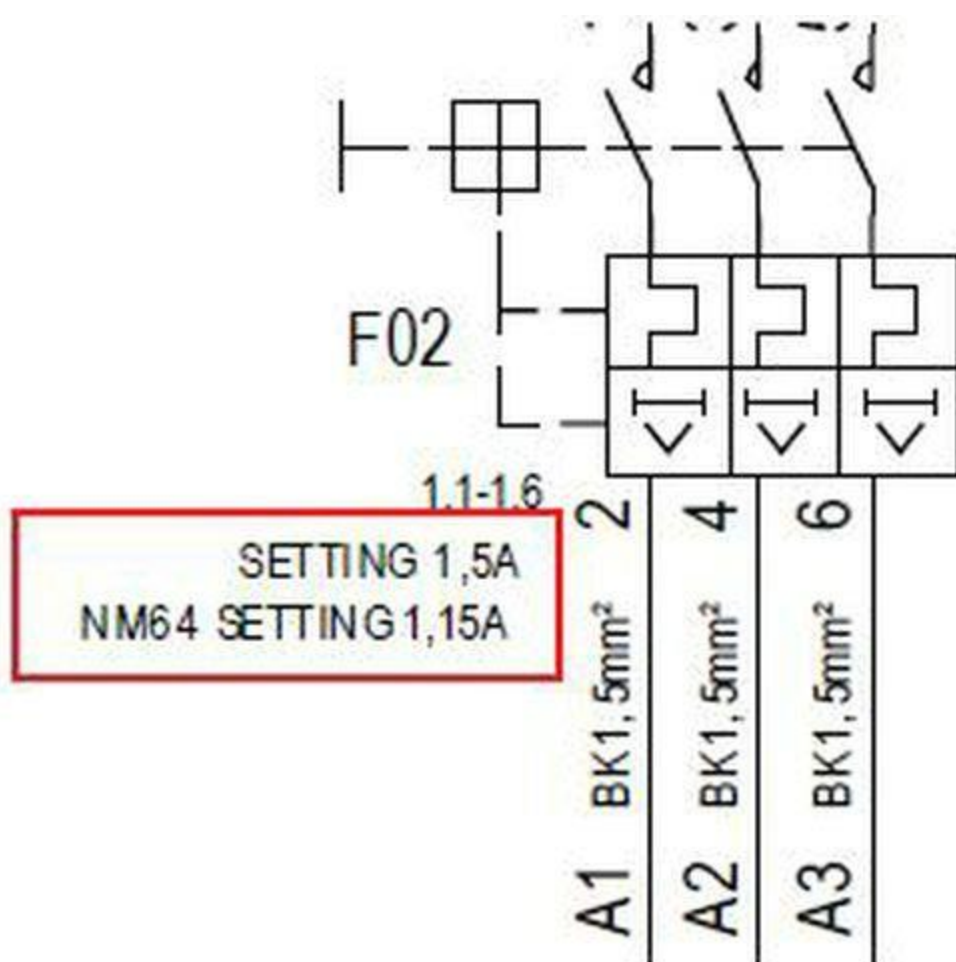 F02
1.1-1.6
SETTING 1,5A
NM64 SETTING 1,15A
2 4 6
BK1,5mm² BK1,5mm² BK1,5mm²
A1 A2 A3